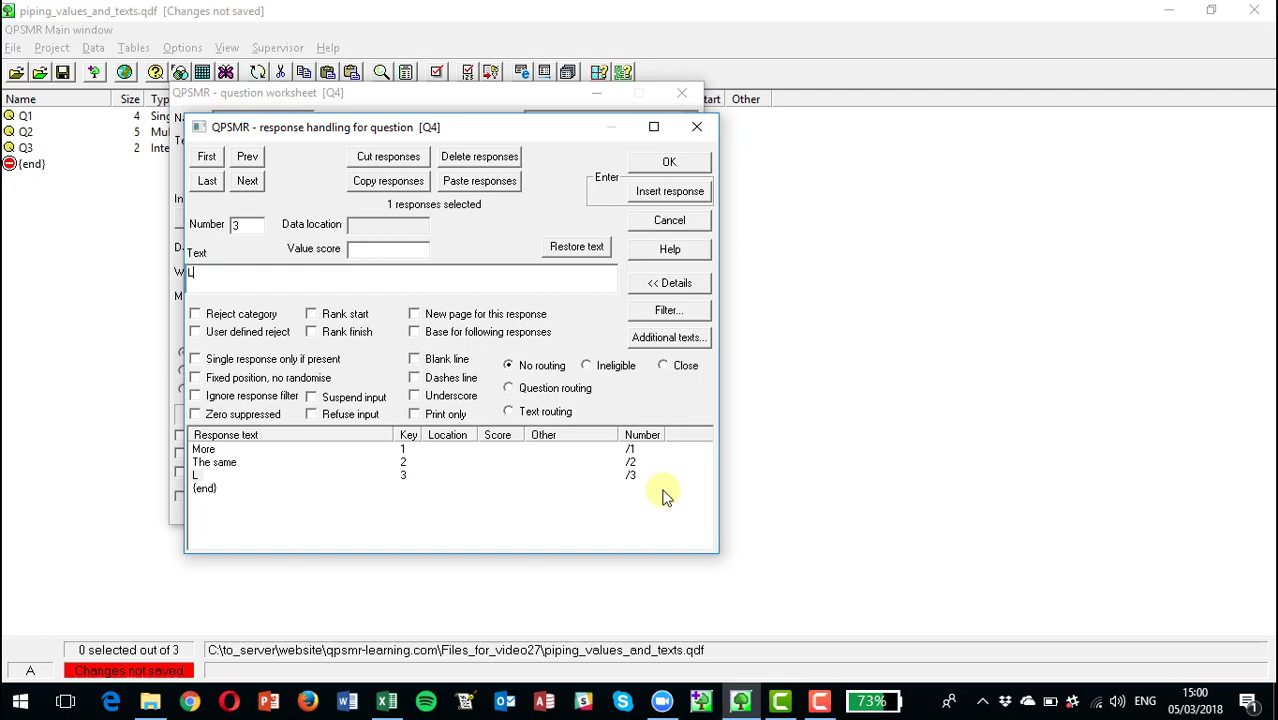 piping_values_and_texts.qdf [Changes not saved]
QPSMR Main window
File Project Data Tables Options View Supervisor Help
Name Size Typ tart Other
Q1 4 Sing
Q2 5 Mul
Q3 2 Inte
{end}
QPSMR - question worksheet [Q4]
QPSMR - response handling for question [Q4]
First Prev Cut responses Delete responses OK
Last Next Copy responses Paste responses Enter Insert response
1 responses selected
Number 3 Data location Cancel
Text Value score Restore text Help
L
<< Details
Reject category Rank start New page for this response Filter...
User defined reject Rank finish Base for following responses Additional texts...
Single response only if present Blank line No routing Ineligible Close
Fixed position, no randomise Dashes line Question routing
Ignore response filter Suspend input Underscore
Zero suppressed Refuse input Print only Text routing
Response text Key Location Score Other Number
More 1 /1
The same 2 /2
L 3 /3
{end}
0 selected out of 3 C:\to_server\website\qpsmr-learning.com\Files_for_video27\piping_values_and_texts.qdf
A Changes not saved
73% ENG 15:00
05/03/2018